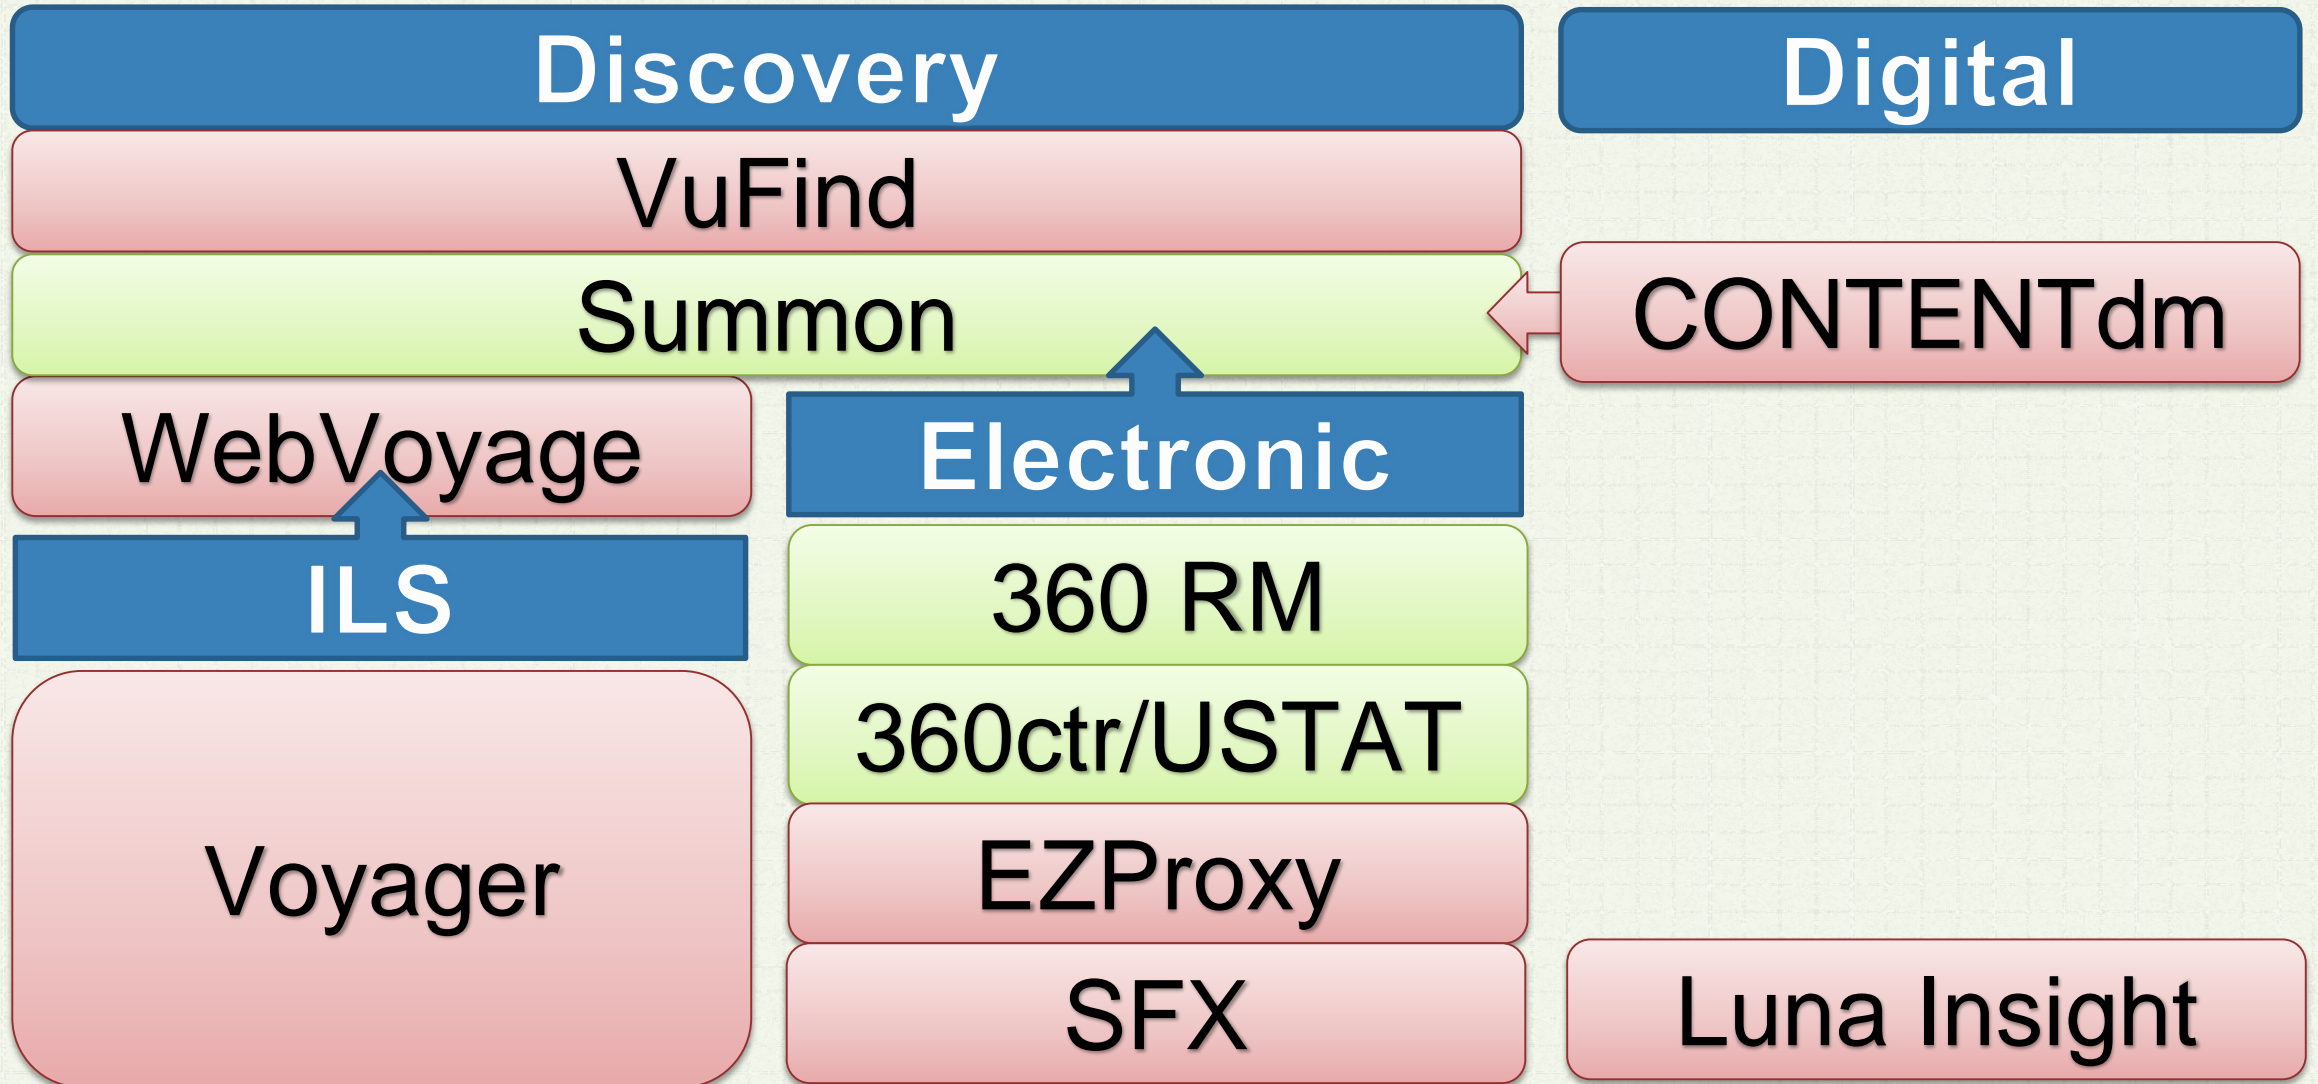 Discovery
Digital
VuFind
Summon
CONTENTdm
WebVoyage
Electronic
ILS
360 RM
360ctr/USTAT
Voyager
EZProxy
SFX
Luna Insight